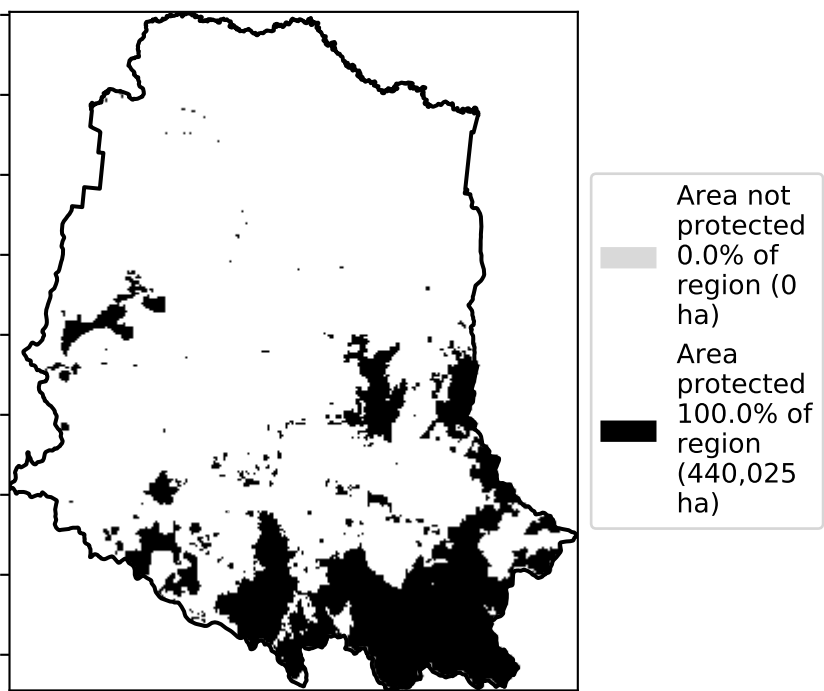 Area not
protected
0.0% of
region (0
ha)
Area
protected
100.0% of
region
(440,025
ha)